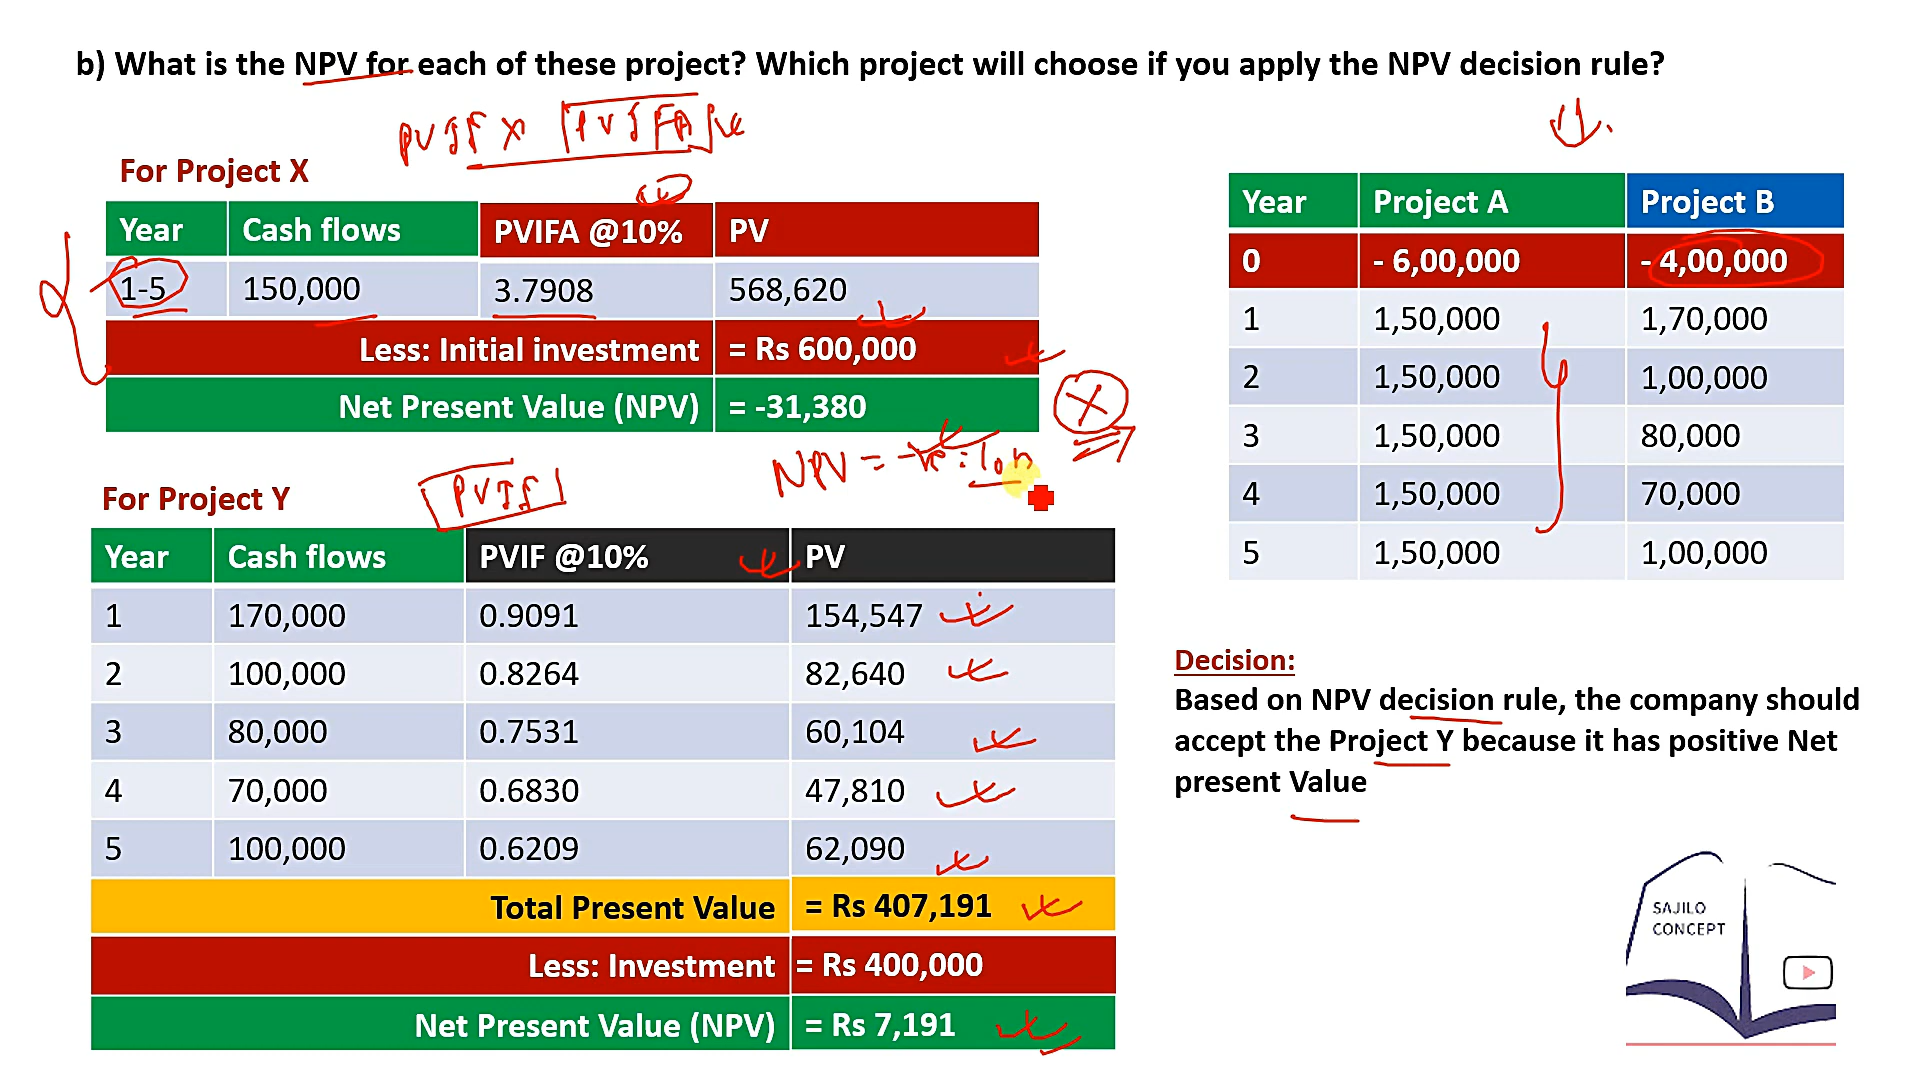 b) What is the NPV for each of these project? Which project will choose if you apply the NPV decision rule?
PVIF X PVIFA
For Project X
Year Cash flows PVIFA @10% PV
1-5 150,000 3.7908 568,620
Less: Initial investment = Rs 600,000
Net Present Value (NPV) = -31,380
NPV = -ve :
For Project Y
PVIF
Year Cash flows PVIF @10% PV
1 170,000 0.9091 154,547
2 100,000 0.8264 82,640
3 80,000 0.7531 60,104
4 70,000 0.6830 47,810
5 100,000 0.6209 62,090
Total Present Value = Rs 407,191
Less: Investment = Rs 400,000
Net Present Value (NPV) = Rs 7,191
Year Project A Project B
0 - 6,00,000 - 4,00,000
1 1,50,000 1,70,000
2 1,50,000 1,00,000
3 1,50,000 80,000
4 1,50,000 70,000
5 1,50,000 1,00,000
Decision:
Based on NPV decision rule, the company should
accept the Project Y because it has positive Net
present Value
SAJILO
CONCEPT